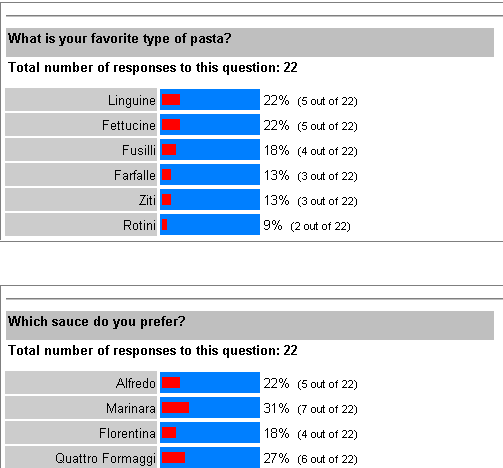 What is your favorite type of pasta?
Total number of responses to this question: 22
Linguine 22% (5 out of 22)
Fettucine 22% (5 out of 22)
Fusilli 18% (4 out of 22)
Farfalle 13% (3 out of 22)
Ziti 13% (3 out of 22)
Rotini 9% (2 out of 22)
Which sauce do you prefer?
Total number of responses to this question: 22
Alfredo 22% (5 out of 22)
Marinara 31% (7 out of 22)
Florentina 18% (4 out of 22)
Quattro Formaggi 27% (6 out of 22)